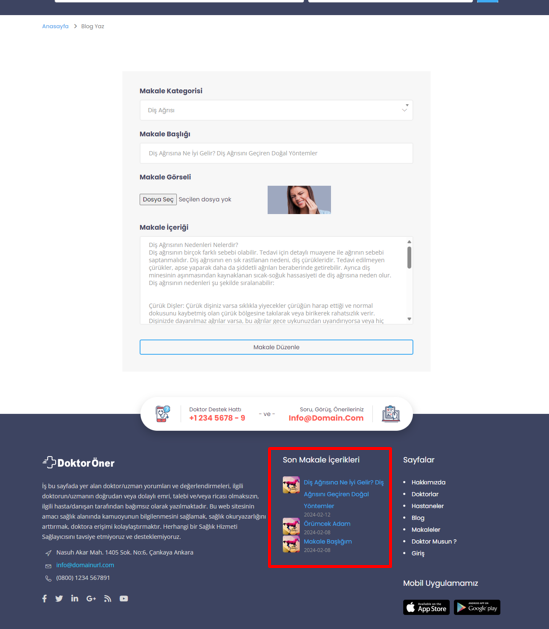 Anasayfa > Blog Yaz
Makale Kategorisi
Diş Ağrısı
Makale Başlığı
Diş Ağrısına Ne İyi Gelir? Diş Ağrısını Geçiren Doğal Yöntemler
Makale Görseli
Dosya Seç Seçilen dosya yok
Makale İçeriği
Diş Ağrısının Nedenleri Nelerdir?
Diş ağrısının birçok farklı sebebi olabilir. Tedavi için detaylı muayene ile ağrının sebebi
saptanmalıdır. Diş ağrısının en sık rastlanan nedeni, diş çürükleridir. Tedavi edilmeyen
çürükler, apse yaparak daha da şiddetli ağrıları beraberinde getirebilir. Ayrıca diş
minesinin aşınmasından kaynaklanan sıcak-soğuk hassasiyeti de diş ağrısına neden olur.
Diş ağrısının nedenleri şu şekilde sıralanabilir:
Çürük Dişler: Çürük dişiniz varsa sıklıkla yiyecekler çürüğün harap ettiği ve normal
dokusunu kaybetmiş olan çürük bölgesine takılarak veya birikerek rahatsızlık verir.
Dişinizde dayanılmaz ağrılar varsa, bu ağrılar gece uykunuzdan uyandırıyorsa veya hiç
Makale Düzenle
Doktor Destek Hattı
+1 234 5678 - 9
- ve -
Soru, Görüş, Önerileriniz
Info@Domain.Com
DoktorÖner
İş bu sayfada yer alan doktor/uzman yorumları ve değerlendirmeleri, ilgili
doktorun/uzmanın doğrudan veya dolaylı emri, talebi ve/veya ricası olmaksızın,
ilgili hasta/danışan tarafından bağımsız olarak yazılmaktadır. Bu web sitesinin
amacı sağlık alanında kamuoyunun bilgilenmesini sağlamak, sağlık okuryazarlığını
arttırmak, doktora erişimi kolaylaştırmaktır. Herhangi bir Sağlık Hizmeti
Sağlayıcısını tavsiye etmiyoruz ve desteklemiyoruz.
Nasuh Akar Mah. 1405 Sok. No:6, Çankaya Ankara
info@domainurl.com
(0800) 1234 567891
Son Makale İçerikleri
Diş Ağrısına Ne İyi Gelir? Diş
Ağrısını Geçiren Doğal
Yöntemler
2024-02-12
Örümcek Adam
2024-02-08
Makale Başlığım
2024-02-08
Sayfalar
Hakkımızda
Doktorlar
Hastaneler
Blog
Makaleler
Doktor Musun ?
Giriş
Mobil Uygulamamız
Available on the
App Store
Google play